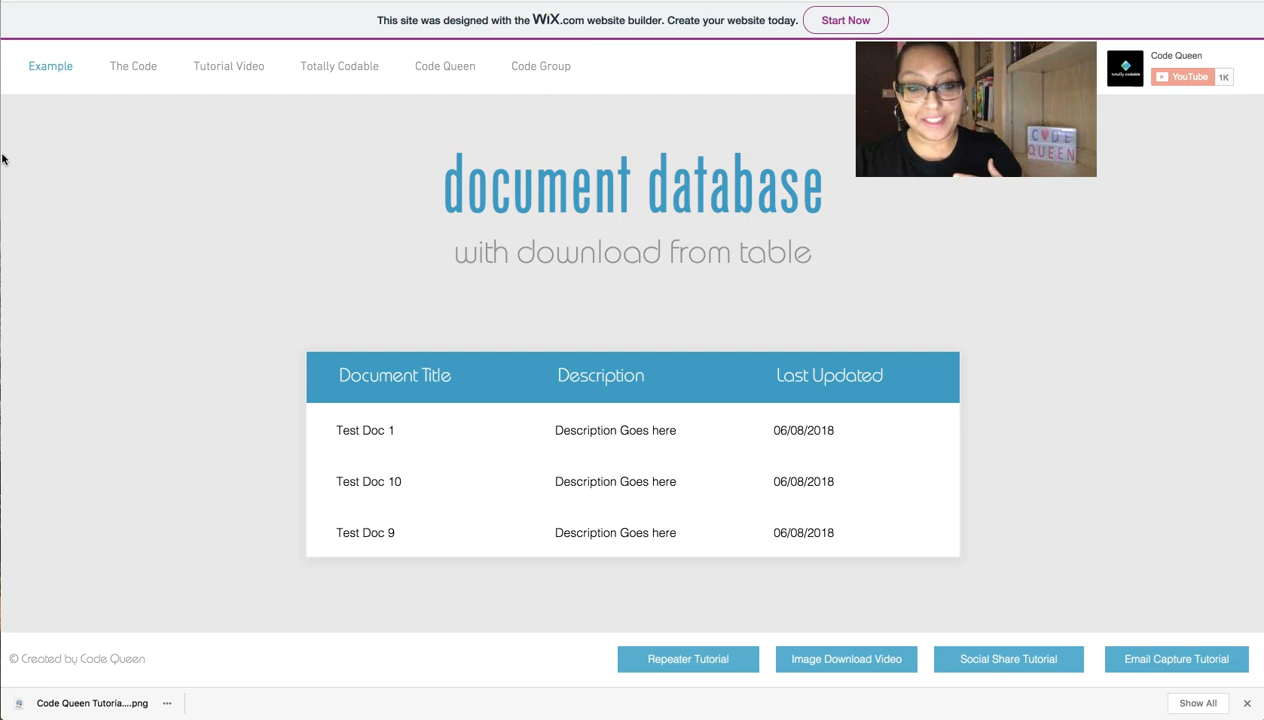 This site was designed with the WiX.com website builder. Create your website today. Start Now
Example The Code Tutorial Video Totally Codable Code Queen Code Group
Code Queen
YouTube 1K
totally codable
CODE
QUEEN
document database
with download from table
Document Title Description Last Updated
Test Doc 1 Description Goes here 06/08/2018
Test Doc 10 Description Goes here 06/08/2018
Test Doc 9 Description Goes here 06/08/2018
© Created by Code Queen Repeater Tutorial Image Download Video Social Share Tutorial Email Capture Tutorial
Code Queen Tutoria....png Show All